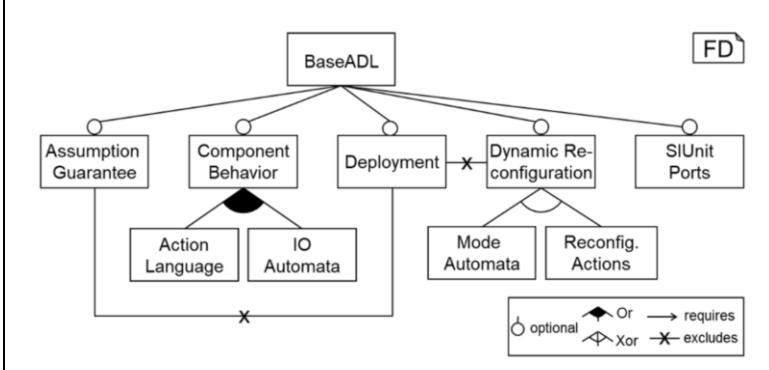 BaseADL
FD
Assumption
Guarantee
Component
Behavior
Deployment
X
Dynamic Re-
configuration
SIUnit
Ports
Action
Language
IO
Automata
Mode
Automata
Reconfig.
Actions
X
optional
Or
requires
Xor
X
excludes